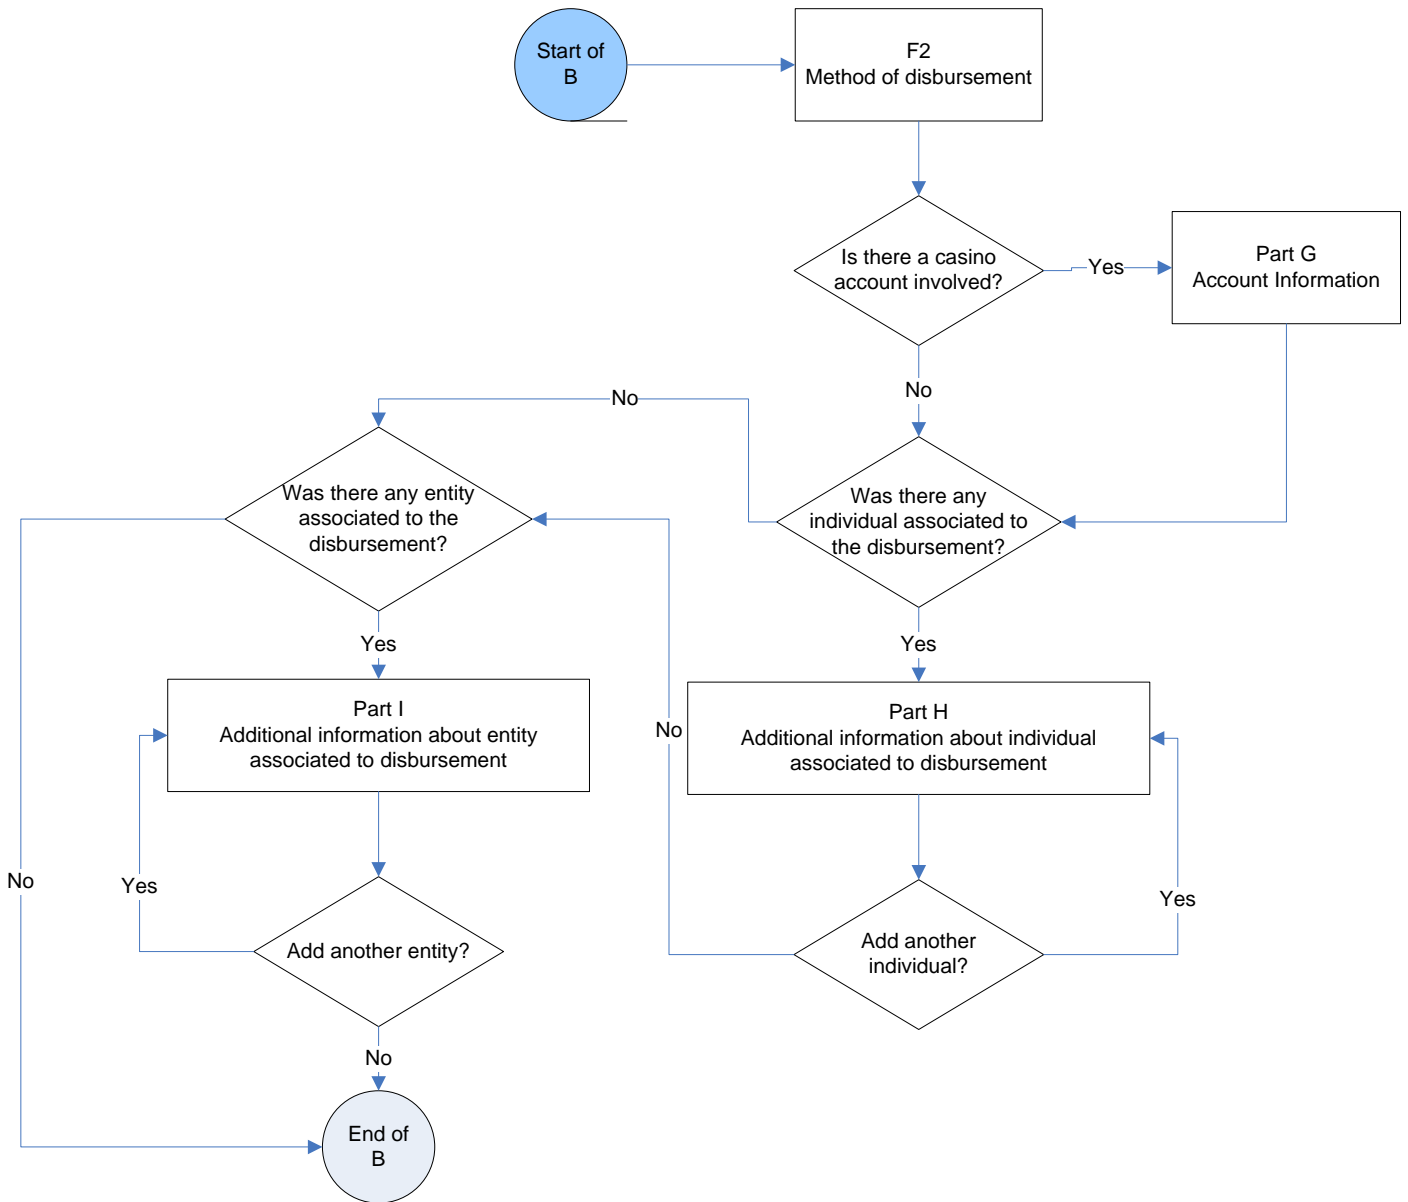 Start of
B
F2
Method of disbursement
Is there a casino
account involved?
Yes
Part G
Account Information
No
No
Was there any entity
associated to the
disbursement?
Was there any
individual associated to
the disbursement?
Yes
Yes
Part I
Additional information about entity
associated to disbursement
No
Part H
Additional information about individual
associated to disbursement
No
Yes
Yes
Add another entity?
Add another
individual?
No
End of
B